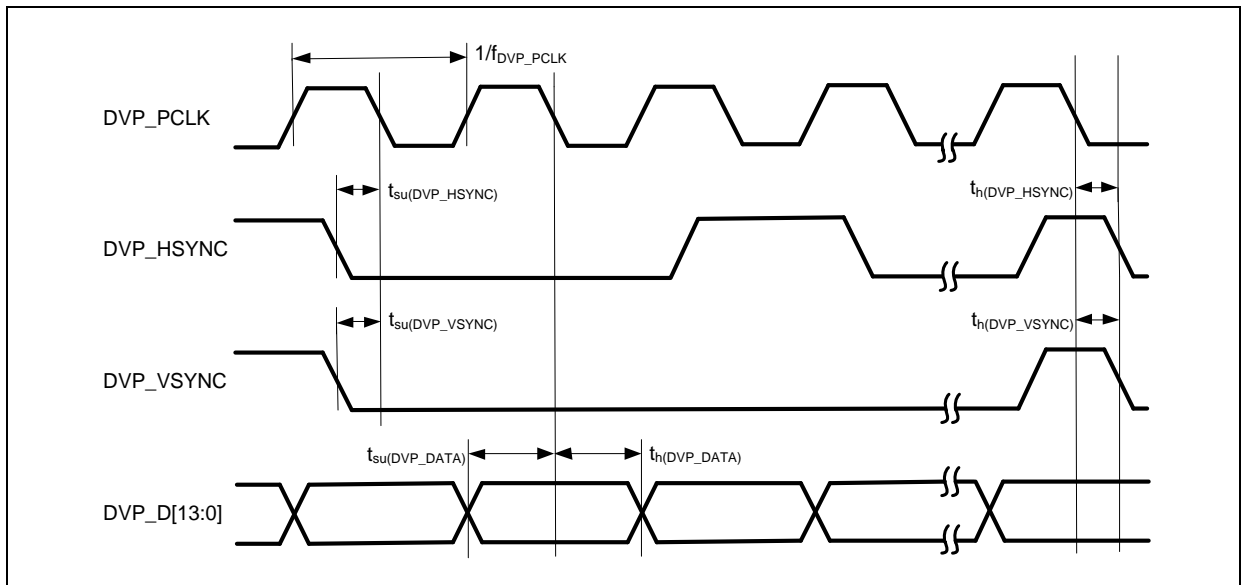 1/fDVP_PCLK
DVP_PCLK
tsu(DVP_HSYNC)
th(DVP_HSYNC)
DVP_HSYNC
tsu(DVP_VSYNC)
th(DVP_VSYNC)
DVP_VSYNC
tsu(DVP_DATA)
th(DVP_DATA)
DVP_D[13:0]